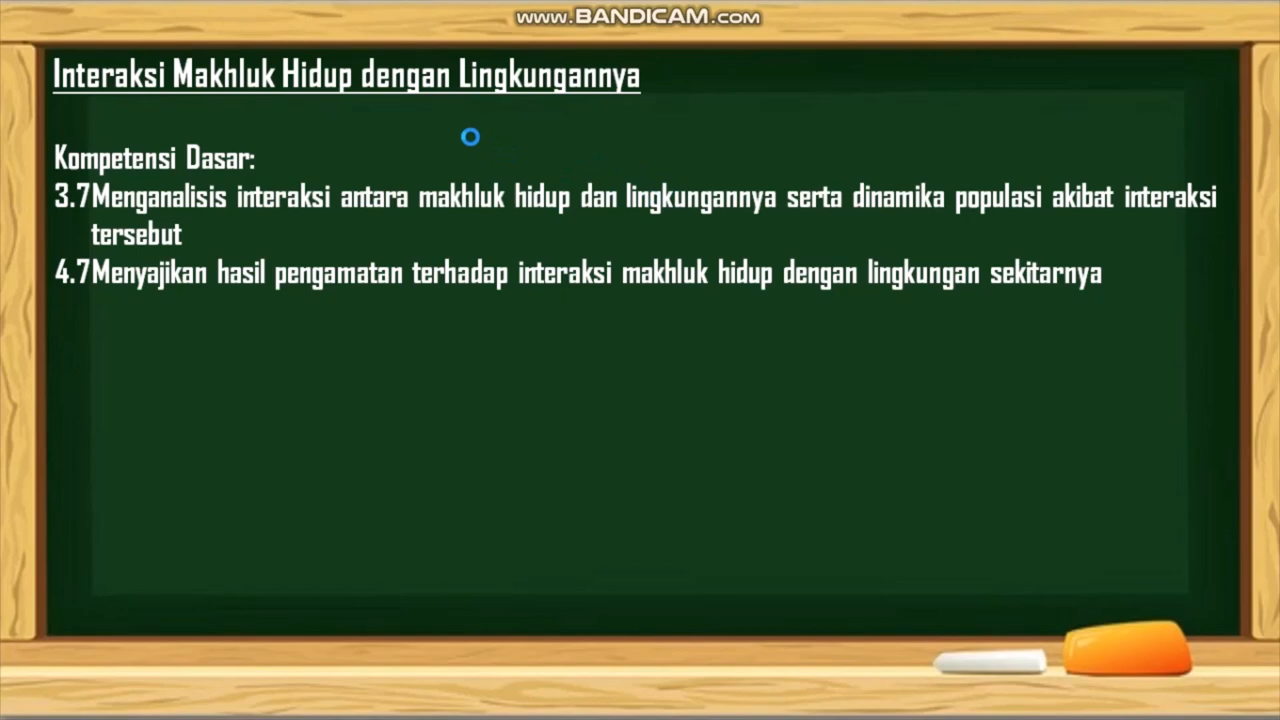 www.BANDICAM.com
Interaksi Makhluk Hidup dengan Lingkungannya
Kompetensi Dasar:
3.7Menganalisis interaksi antara makhluk hidup dan lingkungannya serta dinamika populasi akibat interaksi
tersebut
4.7Menyajikan hasil pengamatan terhadap interaksi makhluk hidup dengan lingkungan sekitarnya